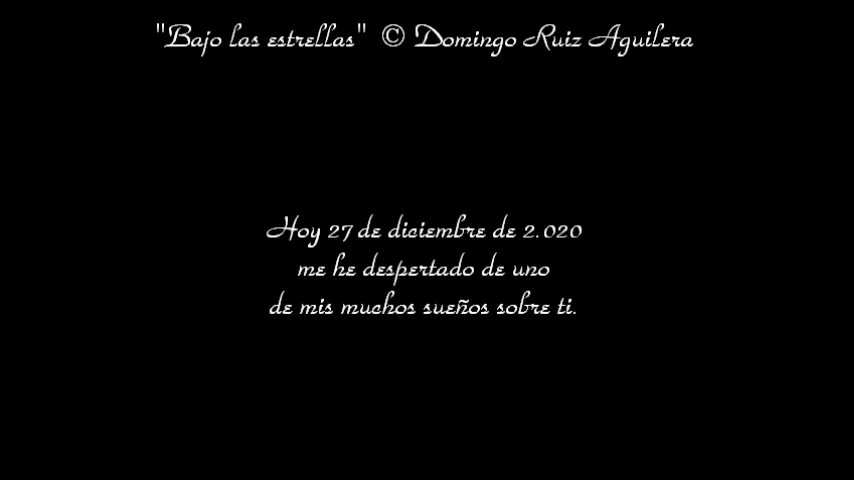 "Bajo las estrellas" © Domingo Ruiz Aguilera
Hoy 27 de diciembre de 2.020
me he despertado de uno
de mis muchos sueños sobre ti.